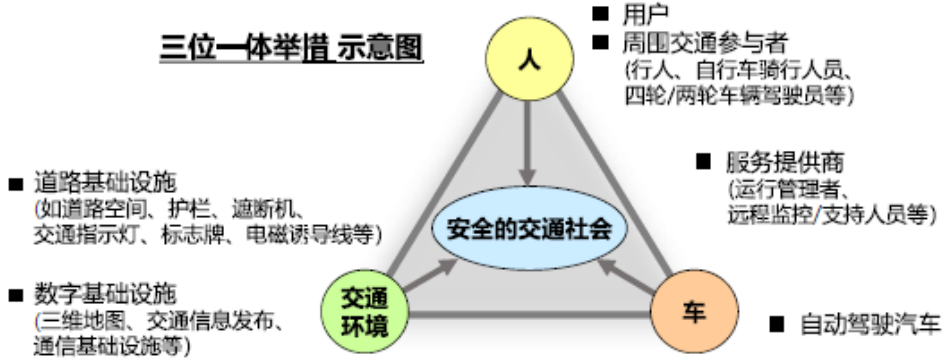 三位一体举措 示意图
人
■ 用户
■ 周围交通参与者
(行人、自行车骑行人员、
四轮/两轮车辆驾驶员等)
■ 服务提供商
(运行管理者、
远程监控/支持人员等)
■ 道路基础设施
(如道路空间、护栏、遮断机、
交通指示灯、标志牌、电磁诱导线等)
安全的交通社会
■ 数字基础设施
(三维地图、交通信息发布、
通信基础设施等)
交通
环境
车
■ 自动驾驶汽车